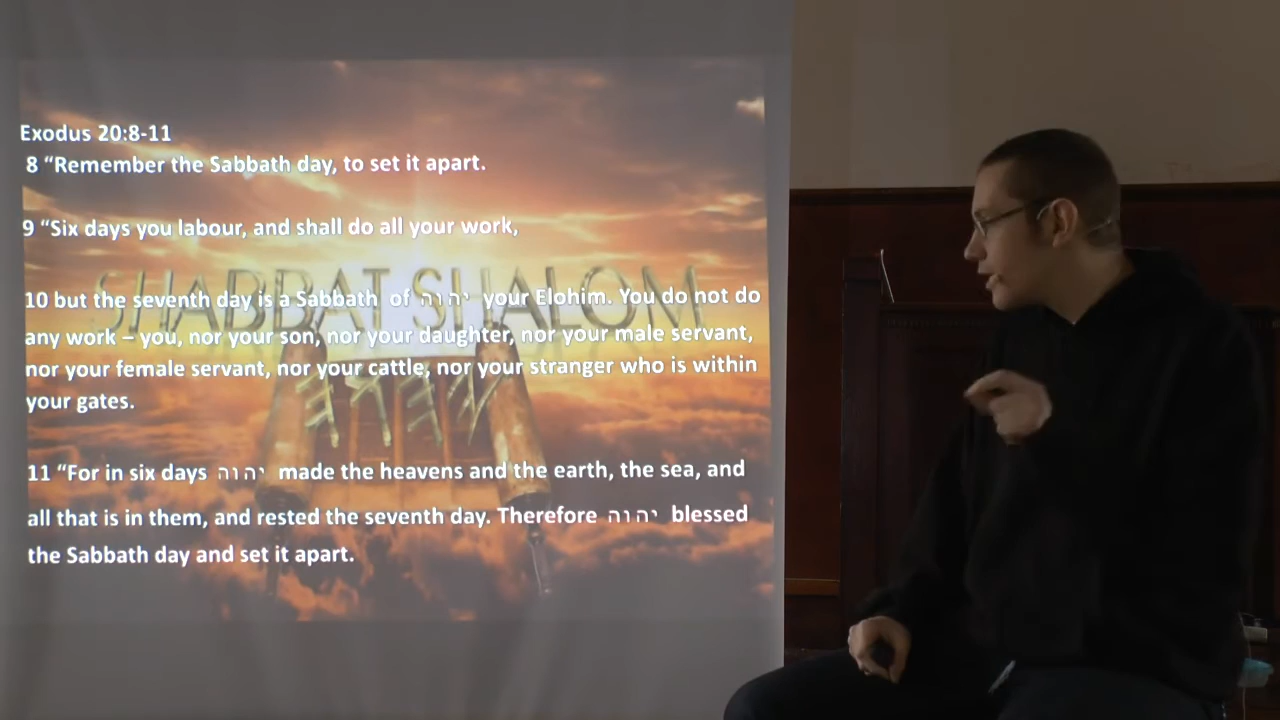 Exodus 20:8-11
8 “Remember the Sabbath day, to set it apart.
9 “Six days you labour, and shall do all your work,
SHABBAT SHALOM
10 but the seventh day is a Sabbath of יהוה your Elohim. You do not do
any work – you, nor your son, nor your daughter, nor your male servant,
nor your female servant, nor your cattle, nor your stranger who is within
your gates.
11 “For in six days יהוה made the heavens and the earth, the sea, and
all that is in them, and rested the seventh day. Therefore יהוה blessed
the Sabbath day and set it apart.